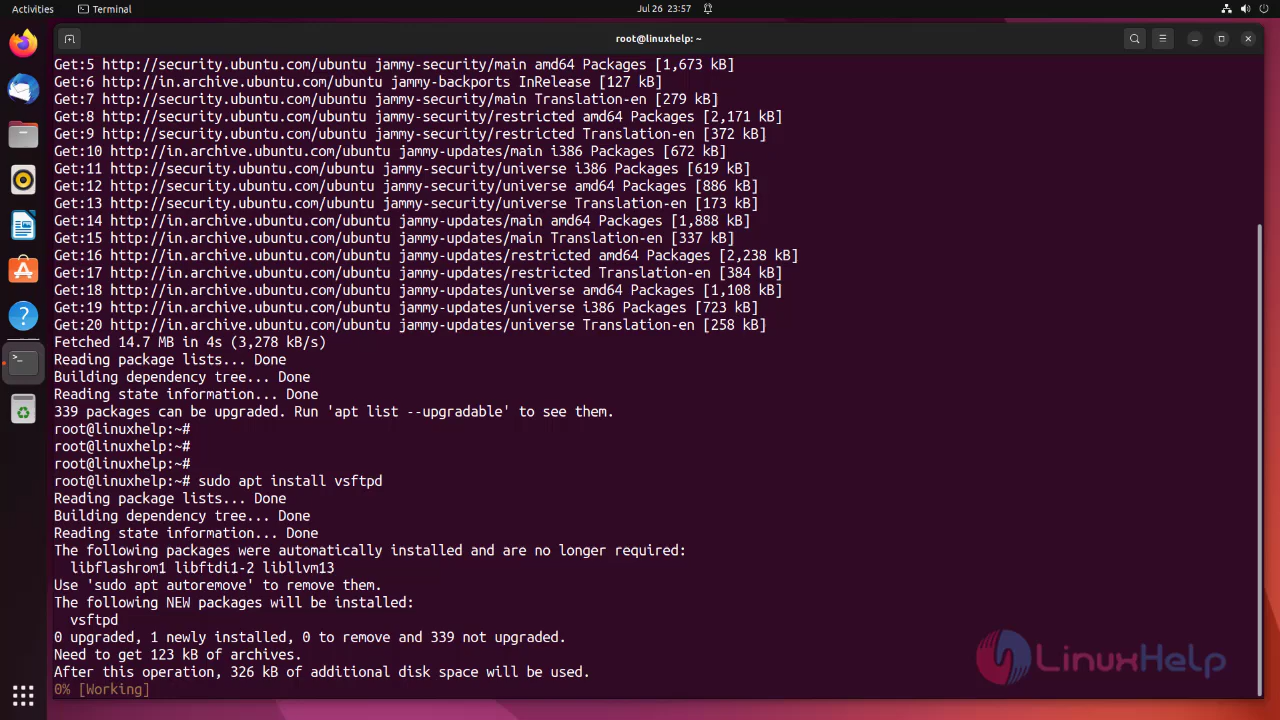 Activities
Terminal
Jul 26 23:57
root@linuxhelp: ~
Get:5 http://security.ubuntu.com/ubuntu jammy-security/main amd64 Packages [1,673 kB]
Get:6 http://in.archive.ubuntu.com/ubuntu jammy-backports InRelease [127 kB]
Get:7 http://security.ubuntu.com/ubuntu jammy-security/main Translation-en [279 kB]
Get:8 http://security.ubuntu.com/ubuntu jammy-security/restricted amd64 Packages [2,171 kB]
Get:9 http://security.ubuntu.com/ubuntu jammy-security/restricted Translation-en [372 kB]
Get:10 http://in.archive.ubuntu.com/ubuntu jammy-updates/main i386 Packages [672 kB]
Get:11 http://security.ubuntu.com/ubuntu jammy-security/universe i386 Packages [619 kB]
Get:12 http://security.ubuntu.com/ubuntu jammy-security/universe amd64 Packages [886 kB]
Get:13 http://security.ubuntu.com/ubuntu jammy-security/universe Translation-en [173 kB]
Get:14 http://in.archive.ubuntu.com/ubuntu jammy-updates/main amd64 Packages [1,888 kB]
Get:15 http://in.archive.ubuntu.com/ubuntu jammy-updates/main Translation-en [337 kB]
Get:16 http://in.archive.ubuntu.com/ubuntu jammy-updates/restricted amd64 Packages [2,238 kB]
Get:17 http://in.archive.ubuntu.com/ubuntu jammy-updates/restricted Translation-en [384 kB]
Get:18 http://in.archive.ubuntu.com/ubuntu jammy-updates/universe amd64 Packages [1,108 kB]
Get:19 http://in.archive.ubuntu.com/ubuntu jammy-updates/universe i386 Packages [723 kB]
Get:20 http://in.archive.ubuntu.com/ubuntu jammy-updates/universe Translation-en [258 kB]
Fetched 14.7 MB in 4s (3,278 kB/s)
Reading package lists... Done
Building dependency tree... Done
Reading state information... Done
339 packages can be upgraded. Run 'apt list --upgradable' to see them.
root@linuxhelp:~#
root@linuxhelp:~#
root@linuxhelp:~#
root@linuxhelp:~# sudo apt install vsftpd
Reading package lists... Done
Building dependency tree... Done
Reading state information... Done
The following packages were automatically installed and are no longer required:
libflashrom1 libftdi1-2 libllvm13
Use 'sudo apt autoremove' to remove them.
The following NEW packages will be installed:
vsftpd
0 upgraded, 1 newly installed, 0 to remove and 339 not upgraded.
Need to get 123 kB of archives.
After this operation, 326 kB of additional disk space will be used.
0% [Working]
LinuxHelp